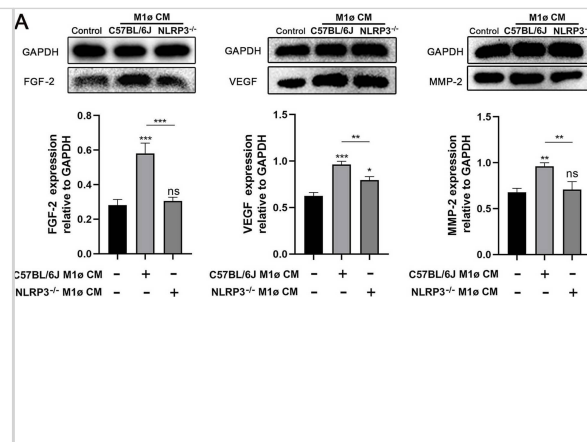 A
M1ø CM
Control C57BL/6J NLRP3-/-
GAPDH
FGF-2
0.8
0.6
0.4
0.2
0.0
FGF-2 expression
relative to GAPDH
***
***
ns
C57BL/6J M1ø CM - + -
NLRP3-/- M1ø CM - - +
M1ø CM
Control C57BL/6J NLRP3-/-
GAPDH
VEGF
1.5
1.0
0.5
0.0
VEGF expression
relative to GAPDH
**
***
*
C57BL/6J M1ø CM - + -
NLRP3-/- M1ø CM - - +
M1ø CM
Control C57BL/6J NLRP3-/-
GAPDH
MMP-2
1.5
1.0
0.5
0.0
MMP-2 expression
relative to GAPDH
**
**
ns
C57BL/6J M1ø CM - + -
NLRP3-/- M1ø CM - - +